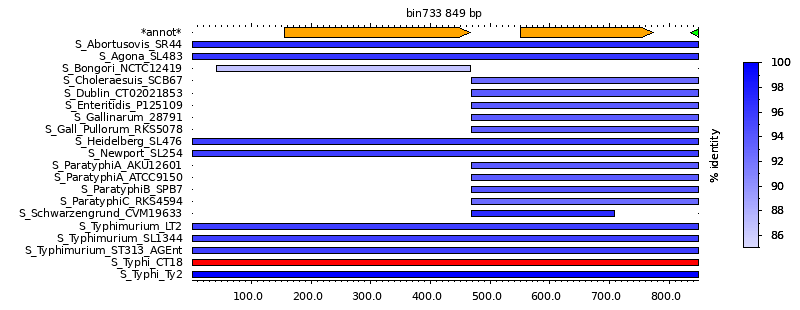 bin733 849 bp
*annot*
S_Abortusovis_SR44
S_Agona_SL483
S_Bongori_NCTC12419
S_Choleraesuis_SCB67
S_Dublin_CT02021853
S_Enteritidis_P125109
S_Gallinarum_28791
S_Gall_Pullorum_RKS5078
S_Heidelberg_SL476
S_Newport_SL254
S_ParatyphiA_AKU12601
S_ParatyphiA_ATCC9150
S_ParatyphiB_SPB7
S_ParatyphiC_RKS4594
S_Schwarzengrund_CVM19633
S_Typhimurium_LT2
S_Typhimurium_SL1344
S_Typhimurium_ST313_AGEnt
S_Typhi_CT18
S_Typhi_Ty2
100.0 200.0 300.0 400.0 500.0 600.0 700.0 800.0
% identity
100
98
96
94
92
90
88
86